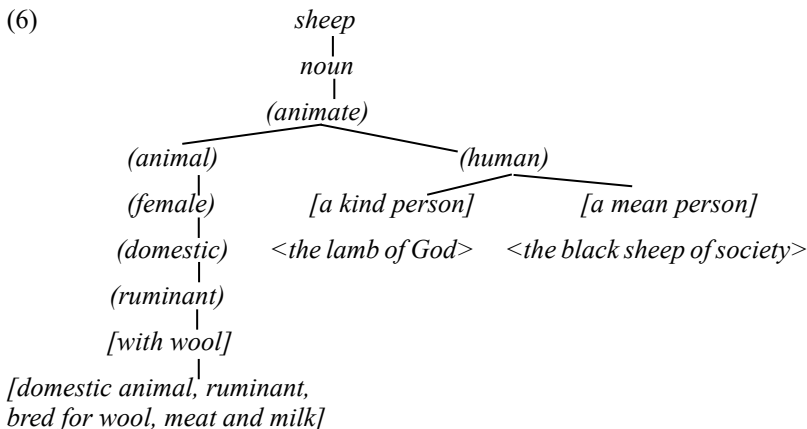 (6) sheep
noun
(animate)
(animal) (human)
(female) [a kind person] [a mean person]
(domestic) <the lamb of God> <the black sheep of society>
(ruminant)
[with wool]
[domestic animal, ruminant,
bred for wool, meat and milk]